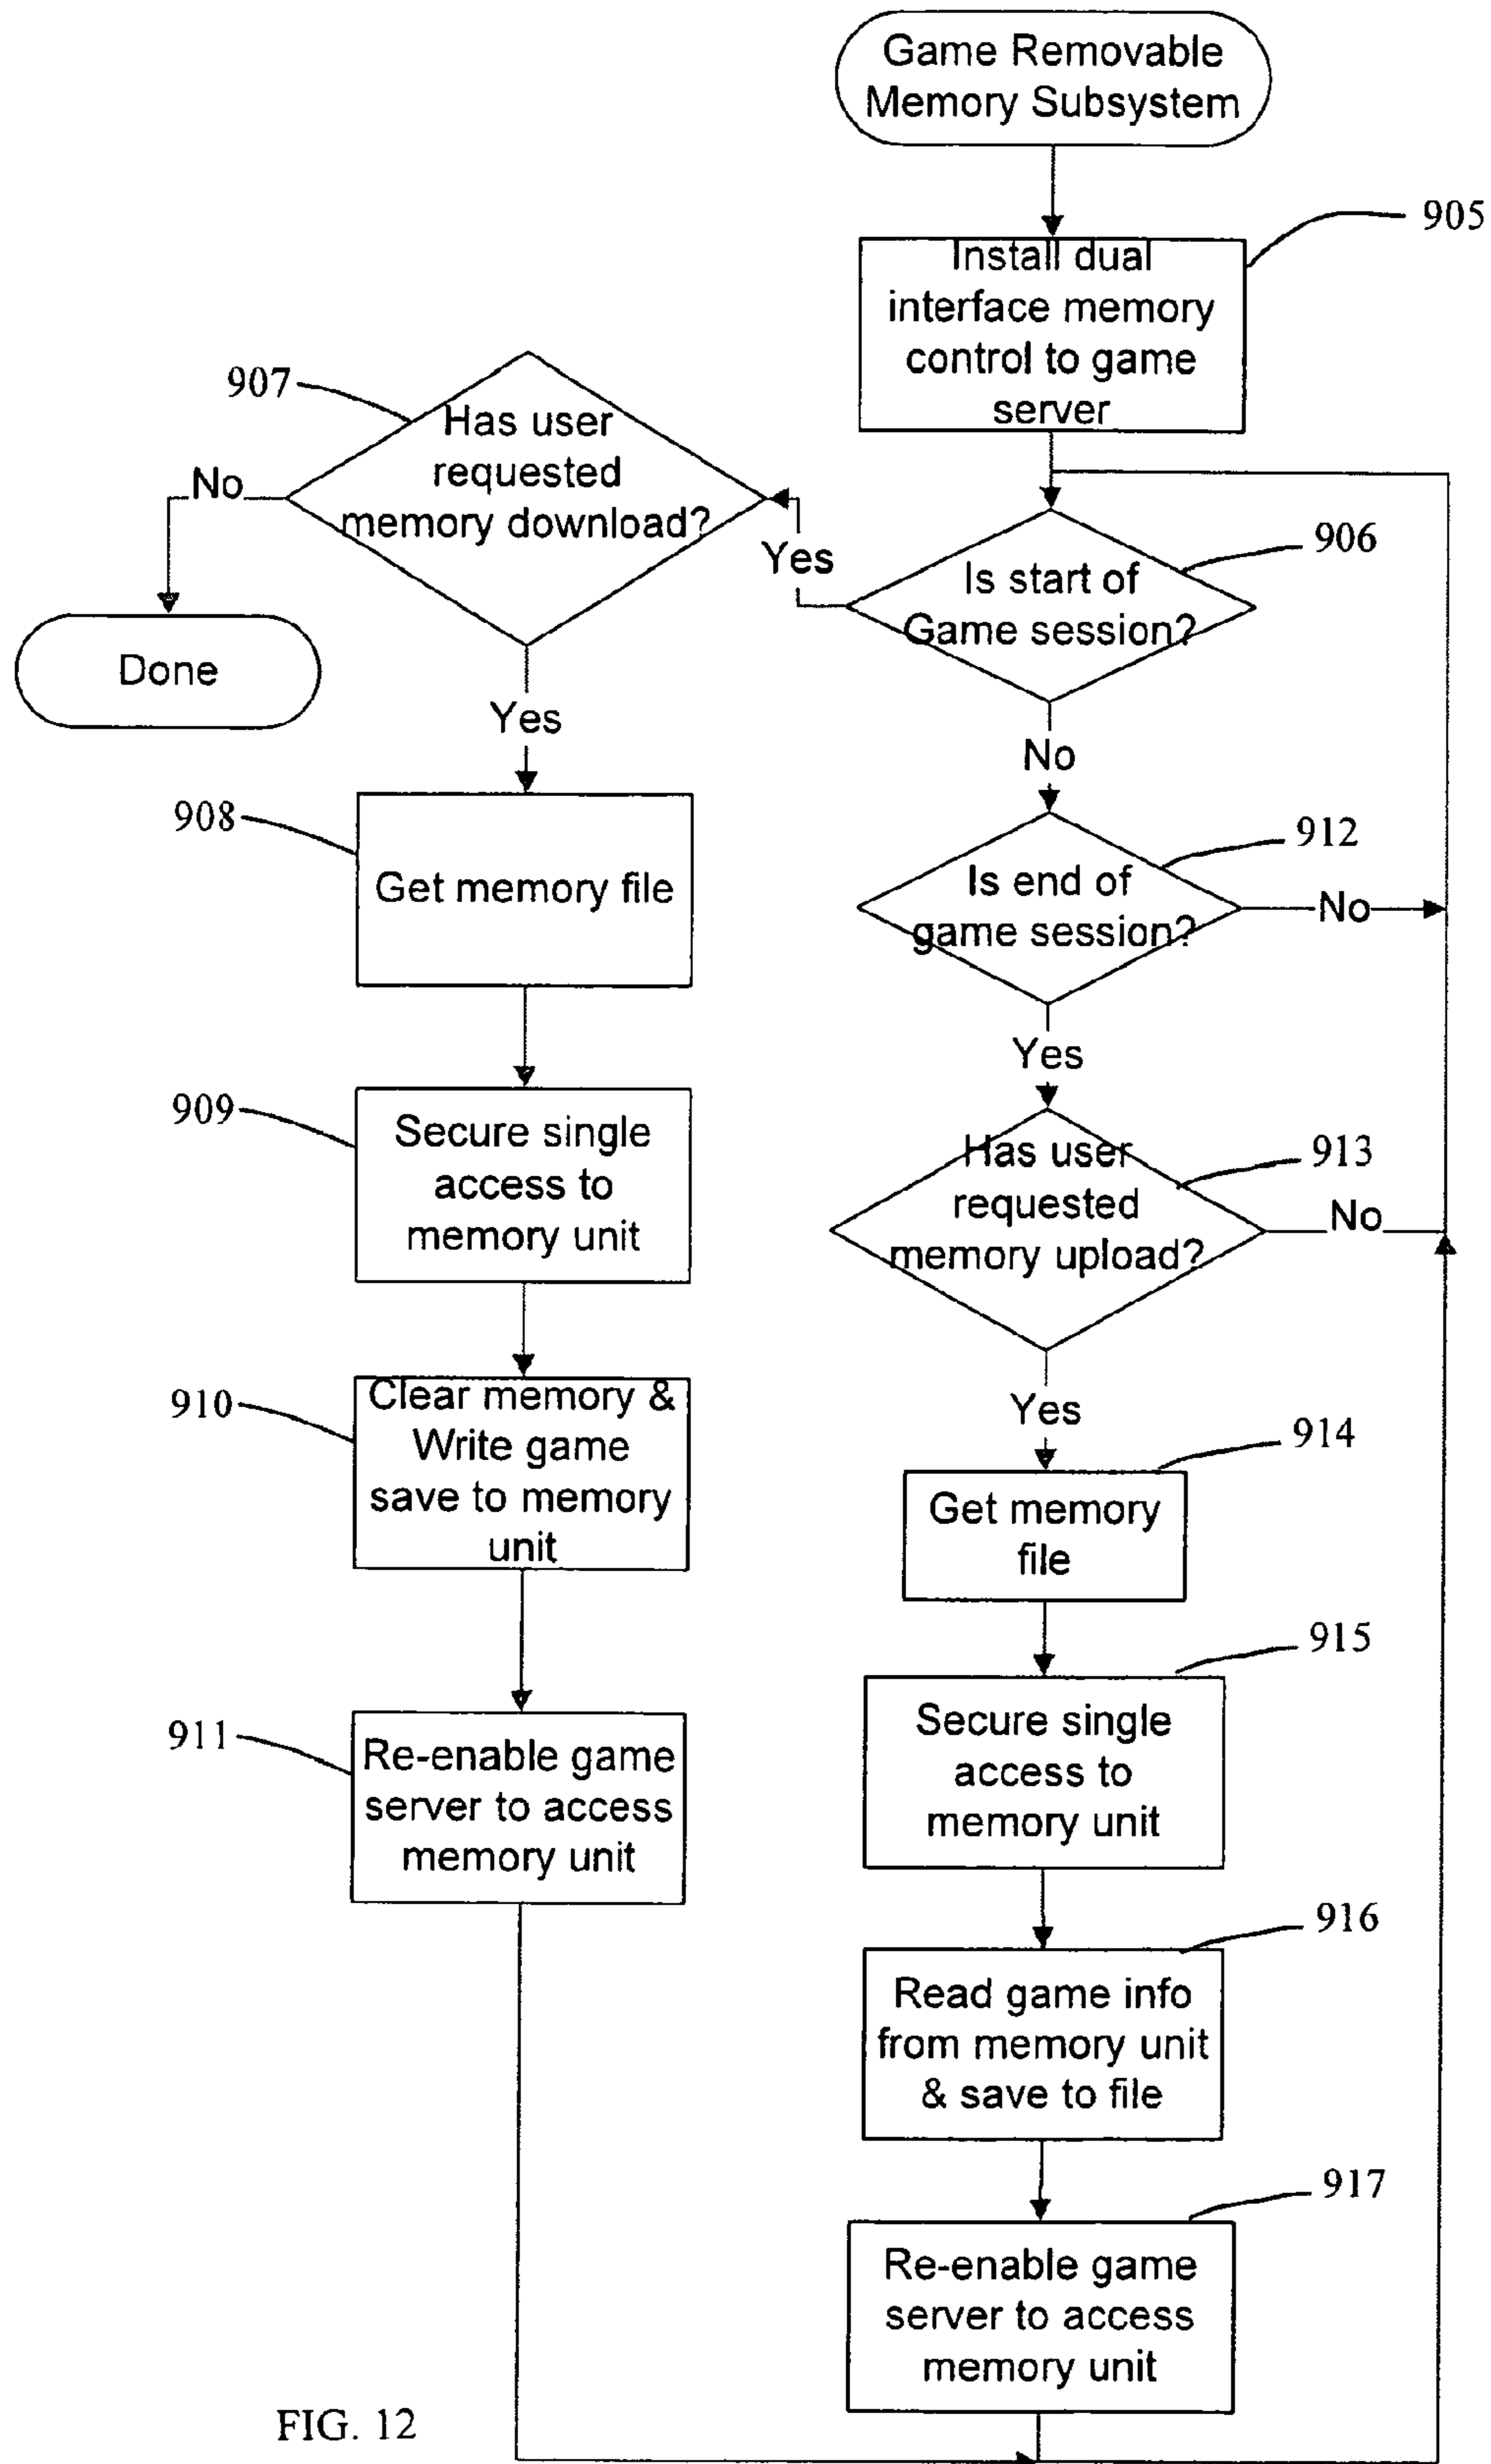 Game Removable
Memory Subsystem
905
Install dual
interface memory
control to game
server
907
Has user
requested
memory download?
No
Done
Yes
906
Is start of
Game session?
Yes
No
908
Get memory file
912
Is end of
game session?
No
Yes
909
Secure single
access to
memory unit
913
Has user
requested
memory upload?
No
Yes
910
Clear memory &
Write game
save to memory
unit
914
Get memory
file
911
Re-enable game
server to access
memory unit
915
Secure single
access to
memory unit
916
Read game info
from memory unit
& save to file
917
Re-enable game
server to access
memory unit
FIG. 12